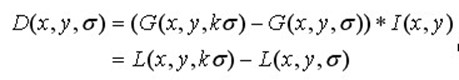 D(x, y, σ) = (G(x, y, kσ) − G(x, y, σ)) * I(x, y)
= L(x, y, kσ) − L(x, y, σ)